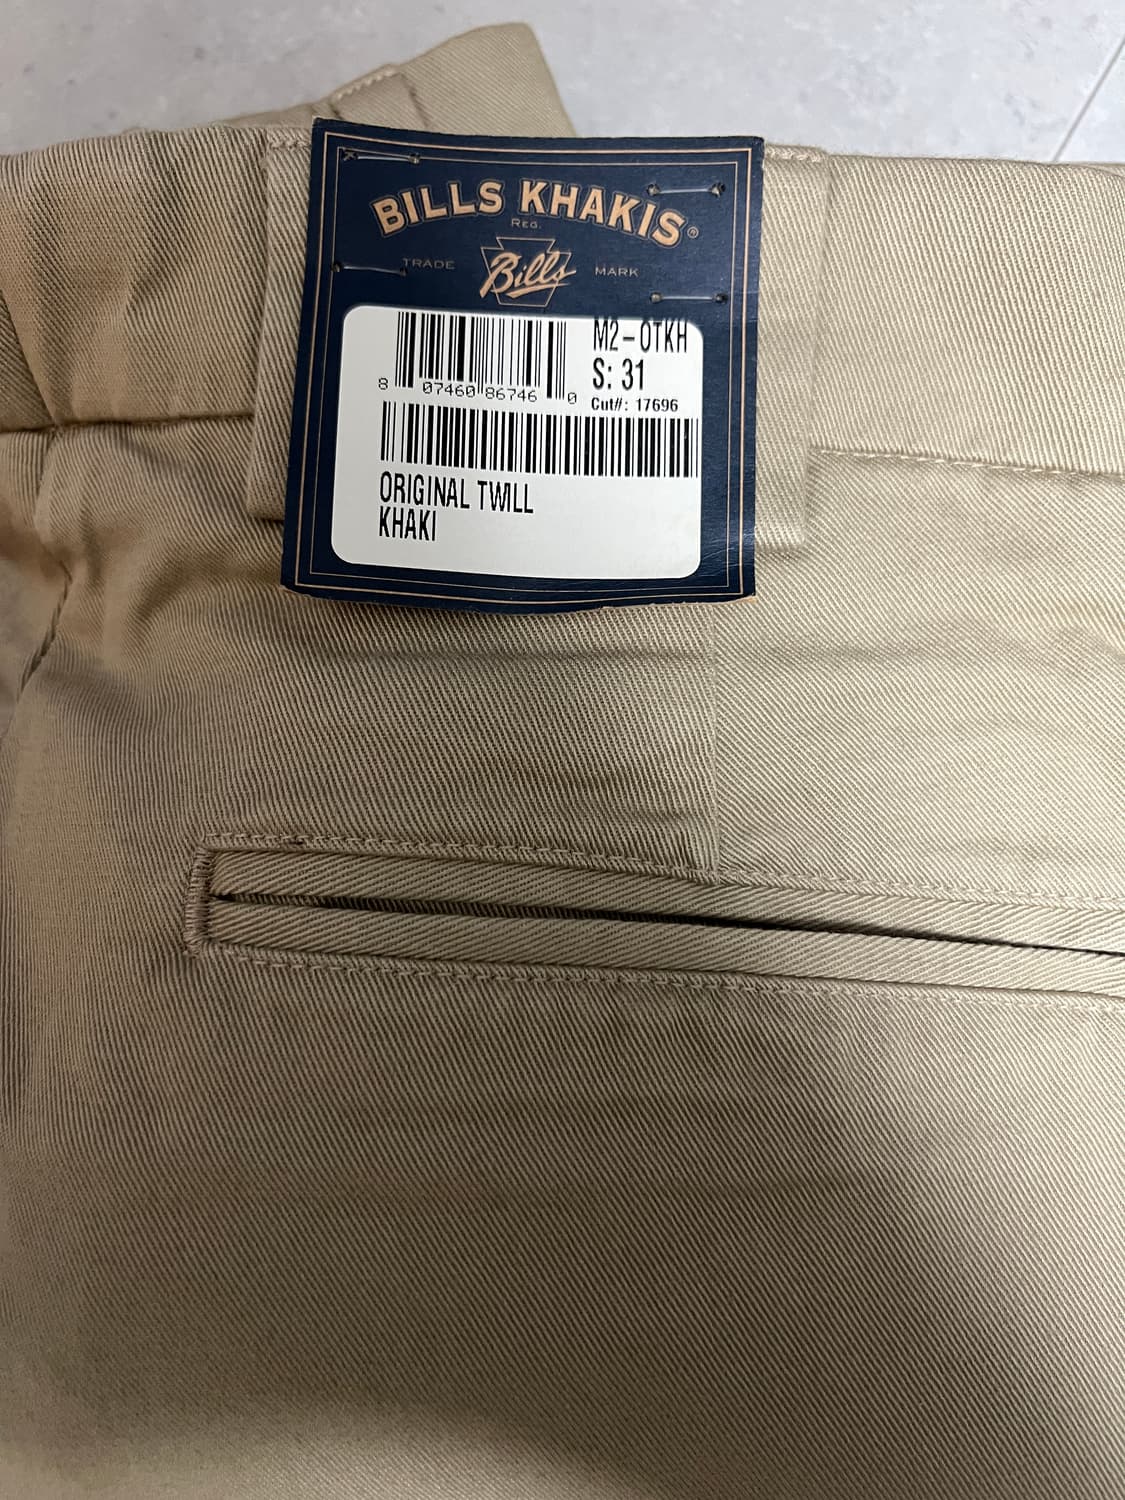 BILLS KHAKIS®
REG.
TRADE Bills MARK
M2-OTKH
S: 31
8 07460 86746 0
Cut#: 17696
ORIGINAL TWILL
KHAKI